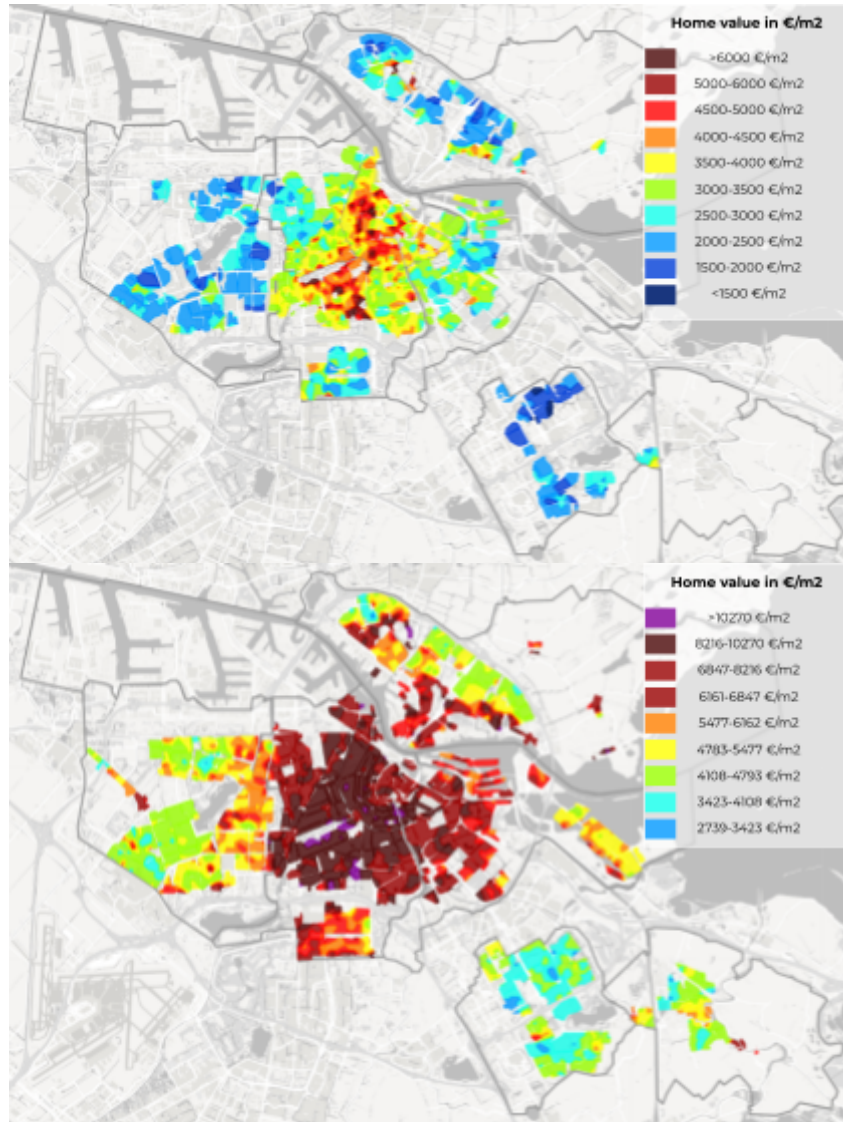 Home value in €/m2
>6000 €/m2
5000-6000 €/m2
4500-5000 €/m2
4000-4500 €/m2
3500-4000 €/m2
3000-3500 €/m2
2500-3000 €/m2
2000-2500 €/m2
1500-2000 €/m2
<1500 €/m2
Home value in €/m2
>10270 €/m2
8216-10270 €/m2
6847-8216 €/m2
6161-6847 €/m2
5477-6162 €/m2
4783-5477 €/m2
4108-4793 €/m2
3423-4108 €/m2
2739-3423 €/m2